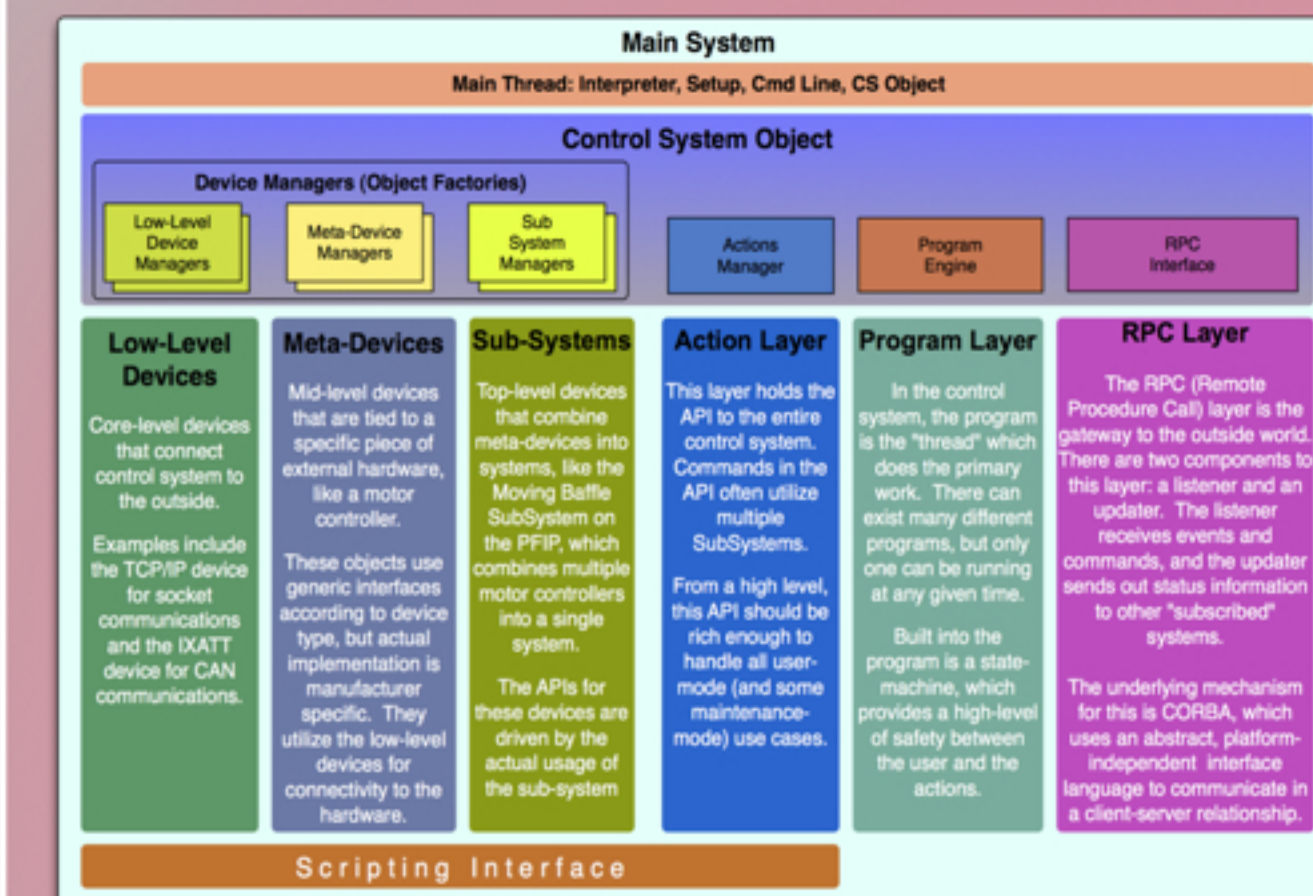 Main System
Main Thread: Interpreter, Setup, Cmd Line, CS Object
Control System Object
Device Managers (Object Factories)
Low-Level
Device
Managers
Meta-Device
Managers
Sub
System
Managers
Actions
Manager
Program
Engine
RPC
Interface
Low-Level
Devices
Core-level devices
that connect
control system to
the outside.
Examples include
the TCP/IP device
for socket
communications
and the IXATT
device for CAN
communications.
Meta-Devices
Mid-level devices
that are tied to a
specific piece of
external hardware,
like a motor
controller.
These objects use
generic interfaces
according to device
type, but actual
implementation is
manufacturer
specific. They
utilize the low-level
devices for
connectivity to the
hardware.
Sub-Systems
Top-level devices
that combine
meta-devices into
systems, like the
Moving Baffle
SubSystem on
the PFIP, which
combines multiple
motor controllers
into a single
system.
The APIs for
these devices are
driven by the
actual usage of
the sub-system
Action Layer
This layer holds the
API to the entire
control system.
Commands in the
API often utilize
multiple
SubSystems.
From a high level,
this API should be
rich enough to
handle all user-
mode (and some
maintenance-
mode) use cases.
Program Layer
In the control
system, the program
is the "thread" which
does the primary
work. There can
exist many different
programs, but only
one can be running
at any given time.
Built into the
program is a state-
machine, which
provides a high-level
of safety between
the user and the
actions.
RPC Layer
The RPC (Remote
Procedure Call) layer is the
gateway to the outside world.
There are two components to
this layer: a listener and an
updater. The listener
receives events and
commands, and the updater
sends out status information
to other "subscribed"
systems.
The underlying mechanism
for this is CORBA, which
uses an abstract, platform-
independent interface
language to communicate in
a client-server relationship.
Scripting Interface